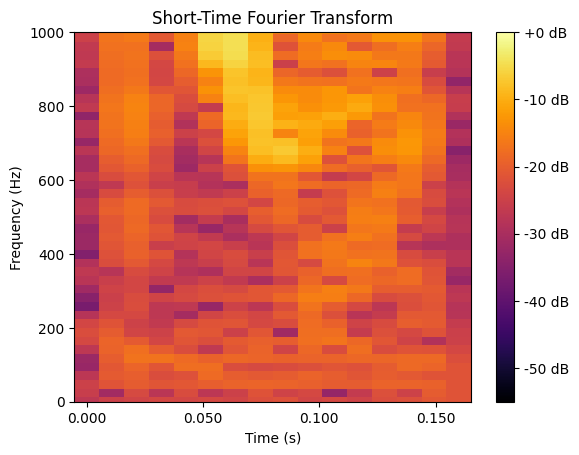 Short-Time Fourier Transform
1000
800
600
400
200
0
Frequency (Hz)
0.000
0.050
0.100
0.150
Time (s)
+0 dB
-10 dB
-20 dB
-30 dB
-40 dB
-50 dB